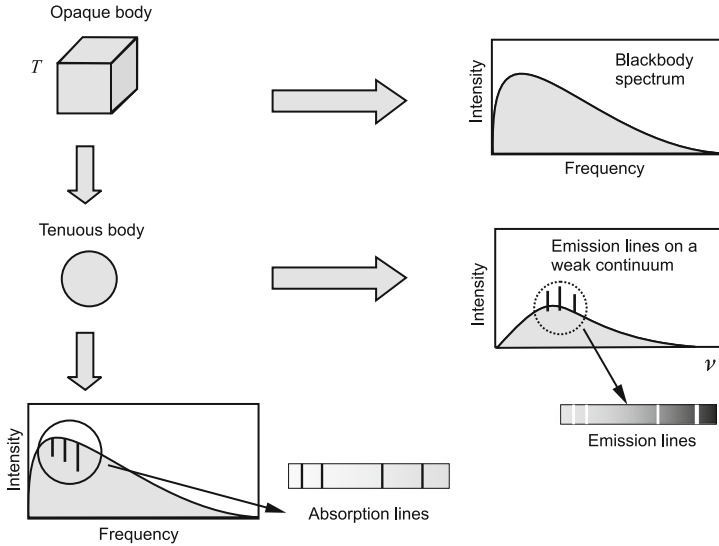 Opaque body
T
Blackbody
spectrum
Intensity
Frequency
Tenuous body
Emission lines on a
weak continuum
Intensity
ν
Emission lines
Intensity
Frequency
Absorption lines